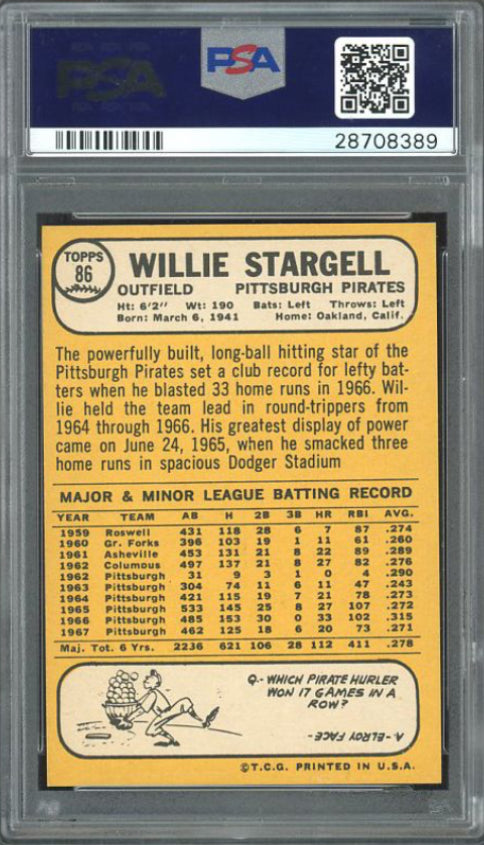 PSA
PSA
28708389
TOPPS
86
WILLIE STARGELL
OUTFIELD PITTSBURGH PIRATES
Ht: 6'2" Wt: 190 Bats: Left Throws: Left
Born: March 6, 1941 Home: Oakland, Calif.
The powerfully built, long-ball hitting star of the
Pittsburgh Pirates set a club record for lefty bat-
ters when he blasted 33 home runs in 1966. Wil-
lie held the team lead in round-trippers from
1964 through 1966. His greatest display of power
came on June 24, 1965, when he smacked three
home runs in spacious Dodger Stadium
MAJOR & MINOR LEAGUE BATTING RECORD
YEAR TEAM AB H 2B 3B HR RBI AVG.
1959 Roswell 431 118 28 6 7 87 .274
1960 Gr. Forks 396 103 19 1 11 61 .260
1961 Asheville 453 131 21 8 22 89 .289
1962 Columous 497 137 21 8 27 82 .276
1962 Pittsburgh 31 9 3 1 0 4 .290
1963 Pittsburgh 304 74 11 6 11 47 .243
1964 Pittsburgh 421 115 19 7 21 78 .273
1965 Pittsburgh 533 145 25 8 27 107 .272
1966 Pittsburgh 485 153 30 0 33 102 .315
1967 Pittsburgh 462 125 18 6 20 73 .271
Maj. Tot. 6 Yrs. 2236 621 106 28 112 411 .278
Q.- WHICH PIRATE HURLER
WON 17 GAMES IN A
ROW?
A- ELROY FACE-
©T.C.G. PRINTED IN U.S.A.